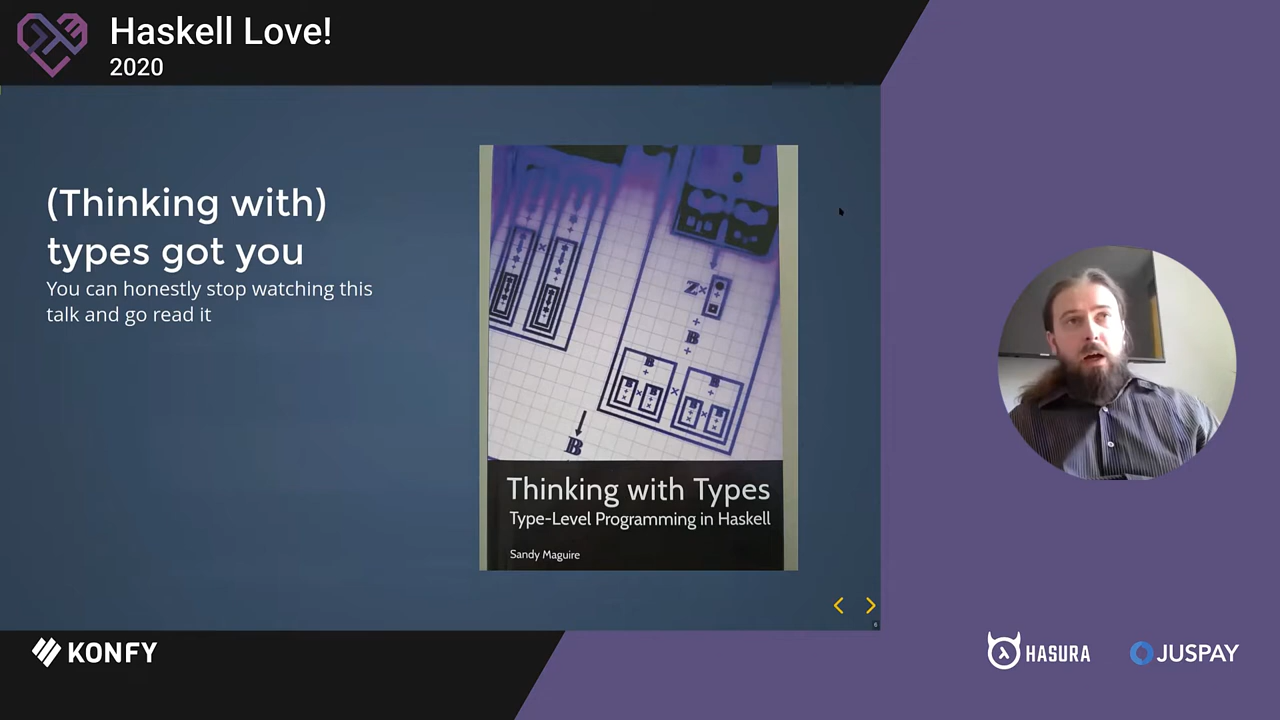 Haskell Love!
2020
(Thinking with)
types got you
You can honestly stop watching this
talk and go read it
Z×
+
B
+
B
+
×
B
+
B
Thinking with Types
Type-Level Programming in Haskell
Sandy Maguire
6
KONFY
HASURA
JUSPAY